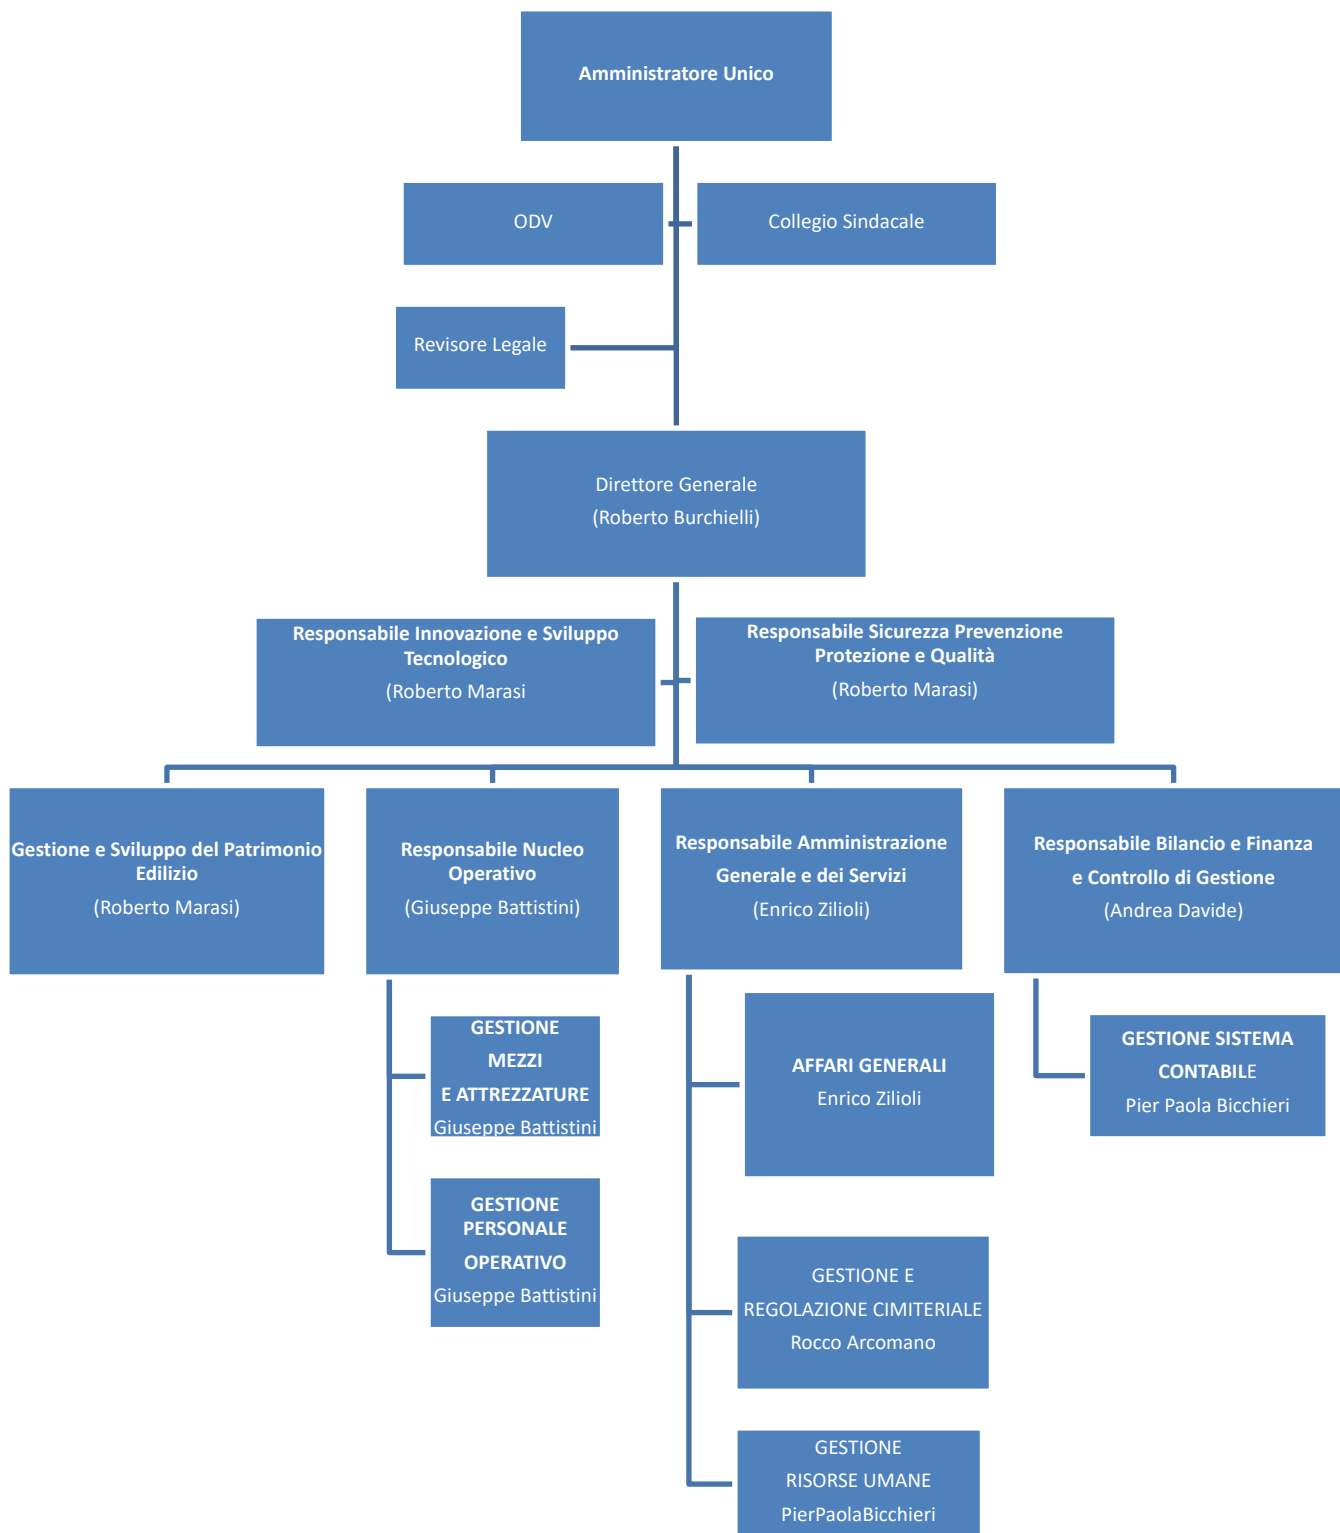 Amministratore Unico
ODV
Collegio Sindacale
Revisore Legale
Direttore Generale
(Roberto Burchielli)
Responsabile Innovazione e Sviluppo
Tecnologico
(Roberto Marasi
Responsabile Sicurezza Prevenzione
Protezione e Qualità
(Roberto Marasi)
Gestione e Sviluppo del Patrimonio
Edilizio
(Roberto Marasi)
Responsabile Nucleo
Operativo
(Giuseppe Battistini)
Responsabile Amministrazione
Generale e dei Servizi
(Enrico Zilioli)
Responsabile Bilancio e Finanza
e Controllo di Gestione
(Andrea Davide)
GESTIONE
MEZZI
E ATTREZZATURE
Giuseppe Battistini
GESTIONE
PERSONALE
OPERATIVO
Giuseppe Battistini
AFFARI GENERALI
Enrico Zilioli
GESTIONE E
REGOLAZIONE CIMITERIALE
Rocco Arcomano
GESTIONE
RISORSE UMANE
PierPaolaBicchieri
GESTIONE SISTEMA
CONTABILE
Pier Paola Bicchieri